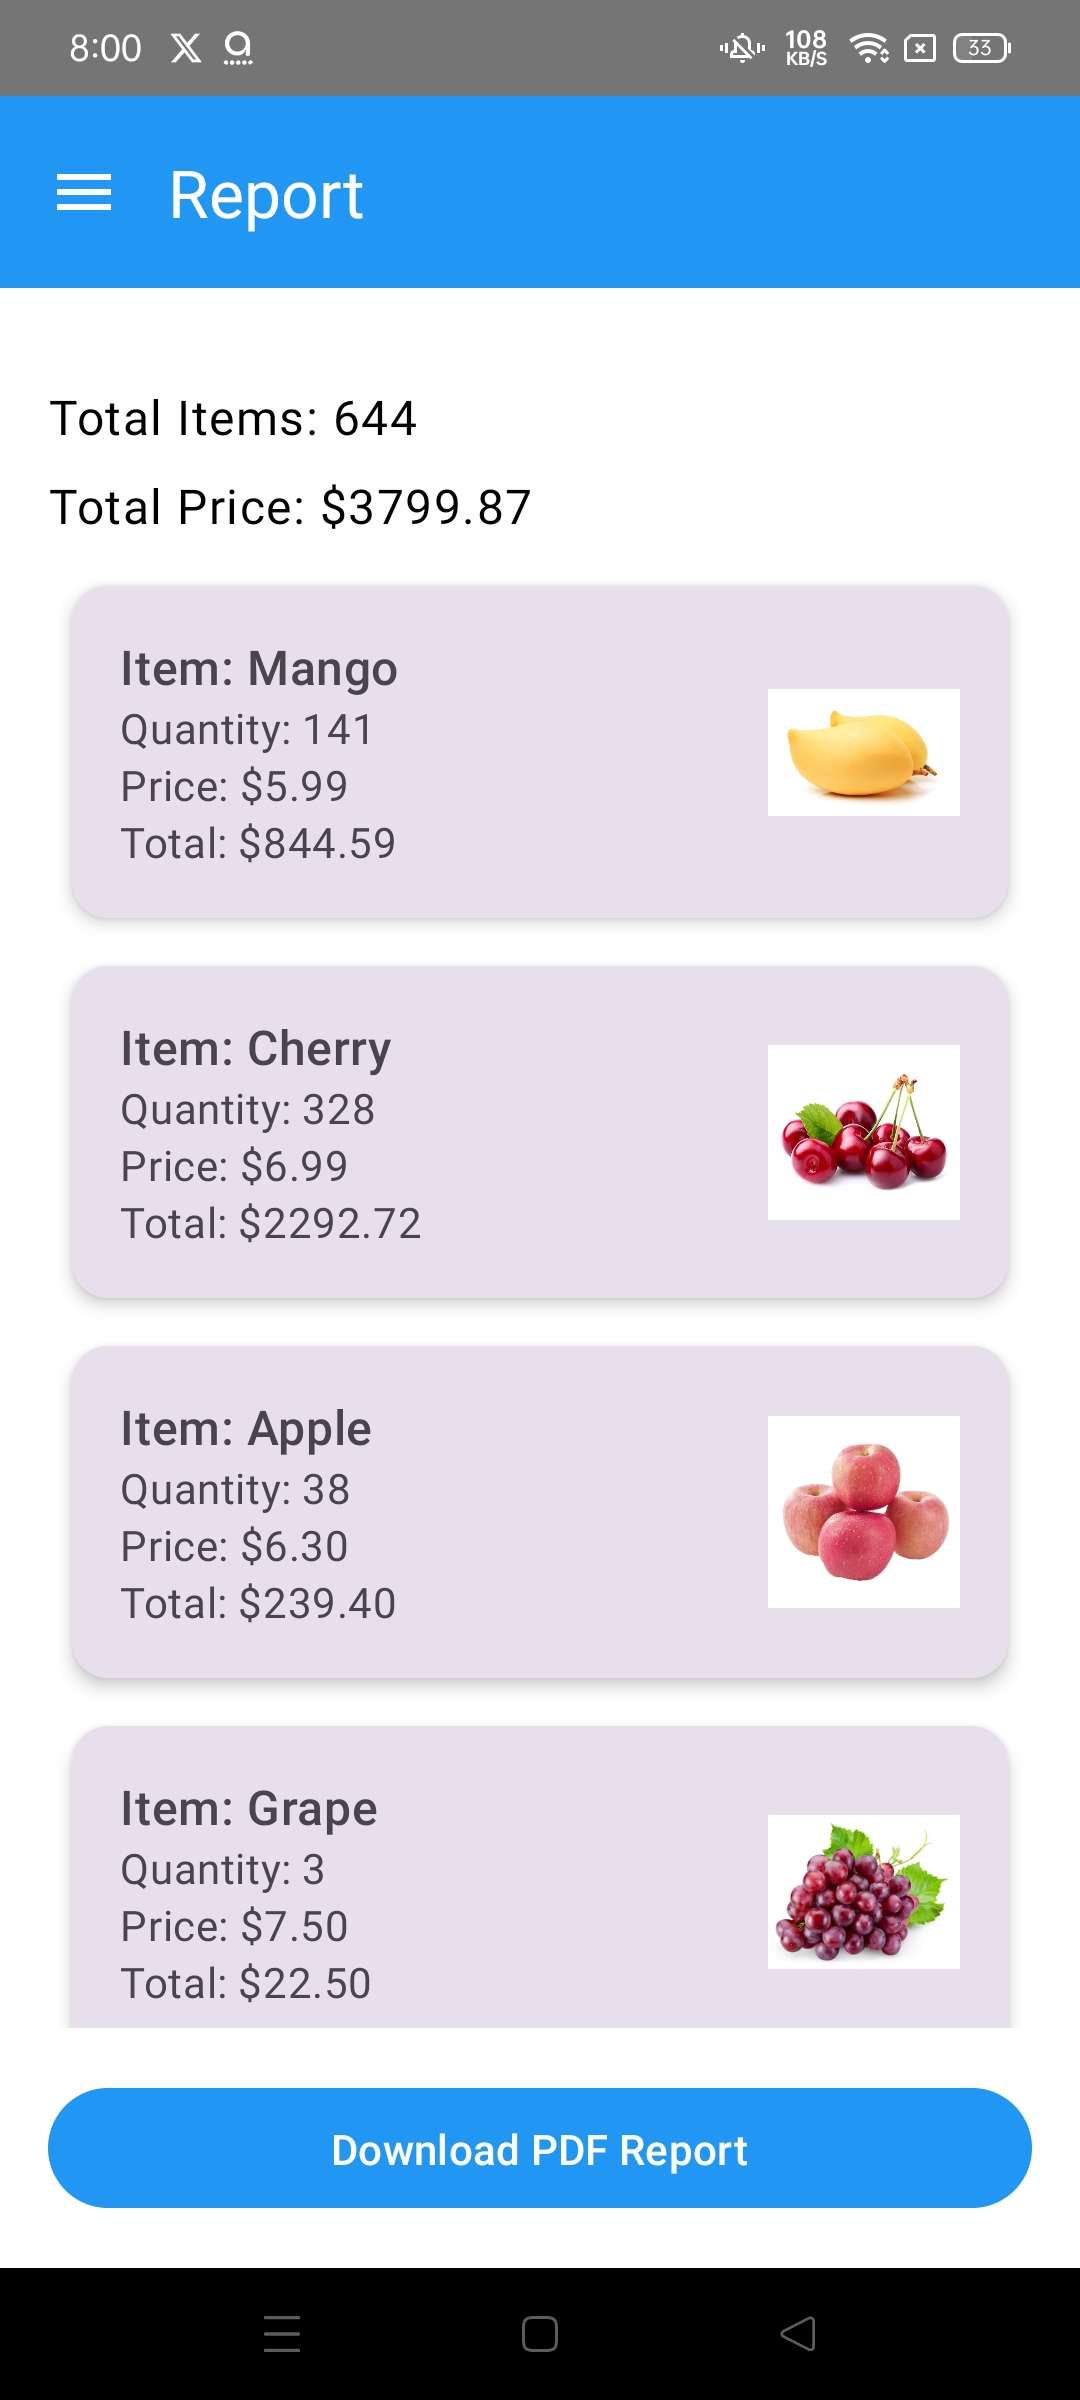 8:00
108
KB/S
33
Report
Total Items: 644
Total Price: $3799.87
Item: Mango
Quantity: 141
Price: $5.99
Total: $844.59
Item: Cherry
Quantity: 328
Price: $6.99
Total: $2292.72
Item: Apple
Quantity: 38
Price: $6.30
Total: $239.40
Item: Grape
Quantity: 3
Price: $7.50
Total: $22.50
Download PDF Report